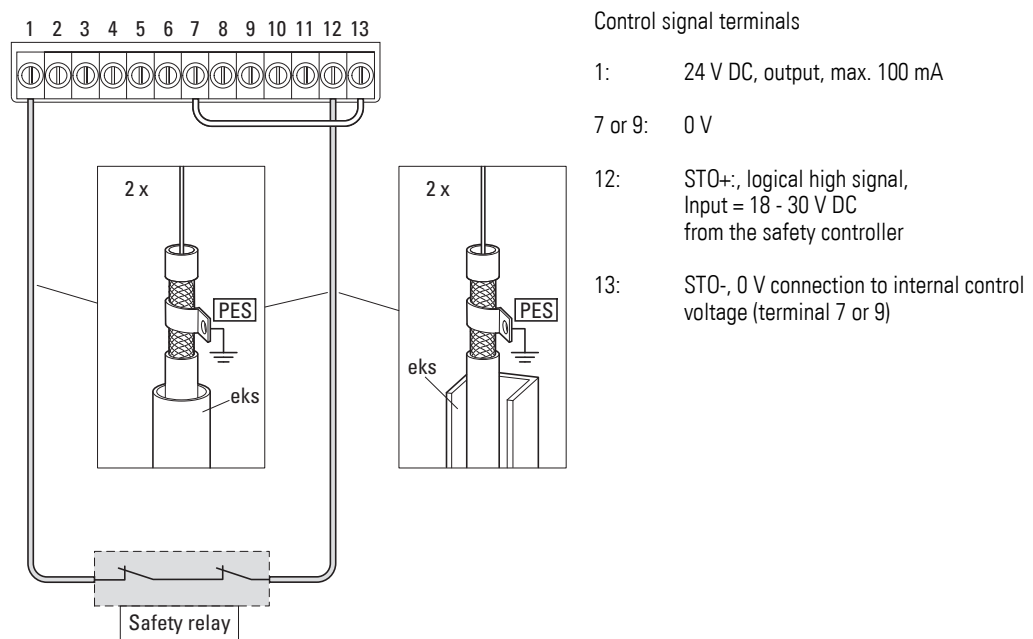 1 2 3 4 5 6 7 8 9 10 11 12 13
2 x
PES
eks
2 x
PES
eks
Safety relay
Control signal terminals
1: 24 V DC, output, max. 100 mA
7 or 9: 0 V
12: STO+:, logical high signal,
Input = 18 - 30 V DC
from the safety controller
13: STO-, 0 V connection to internal control
voltage (terminal 7 or 9)